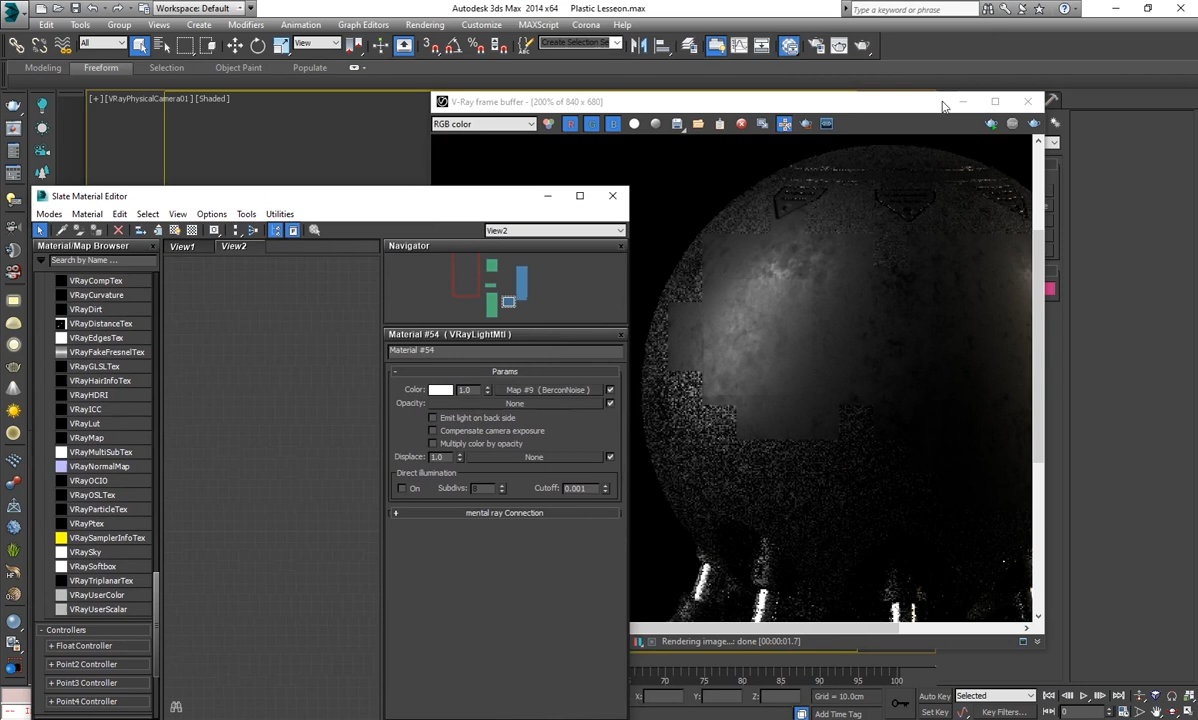 Workspace: Default
Autodesk 3ds Max 2014 x64 Plastic Lesseon.max
Type a keyword or phrase
Edit Tools Group Views Create Modifiers Animation Graph Editors Rendering Customize MAXScript Corona Help
All View Create Selection Se
Modeling Freeform Selection Object Paint Populate
[+] [VRayPhysicalCamera01] [Shaded]
V-Ray frame buffer - [200% of 840 x 680]
RGB color
Slate Material Editor
Modes Material Edit Select View Options Tools Utilities
View2
Material/Map Browser
View1 View2
Navigator
Search by Name ...
VRayCompTex
VRayCurvature
VRayDirt
VRayDistanceTex
VRayEdgesTex
VRayFakeFresnelTex
VRayGLSLTex
VRayHairInfoTex
VRayHDRI
VRayICC
VRayLut
VRayMap
VRayMultiSubTex
VRayNormalMap
VRayOCIO
VRayOSLTex
VRayParticleTex
VRayPtex
VRaySamplerInfoTex
VRaySky
VRaySoftbox
VRayTriplanarTex
VRayUserColor
VRayUserScalar
- Controllers
+ FloatController
+ Point2 Controller
+ Point3 Controller
+ Point4 Controller
Material #54 ( VRayLightMtl )
Material #54
- Params
Color: 1.0 Map #9 ( BerconNoise )
Opacity: None
Emit light on back side
Compensate camera exposure
Multiply color by opacity
Displace: 1.0 None
Direct illumination
On Subdivs: 8 Cutoff: 0.001
+ mental ray Connection
Rendering image...: done [00:00:01.7]
70 75 80 85 90 95 100
X: Y: Z: Grid = 10.0cm
Add Time Tag
Auto Key Selected
Set Key Key Filters... 0